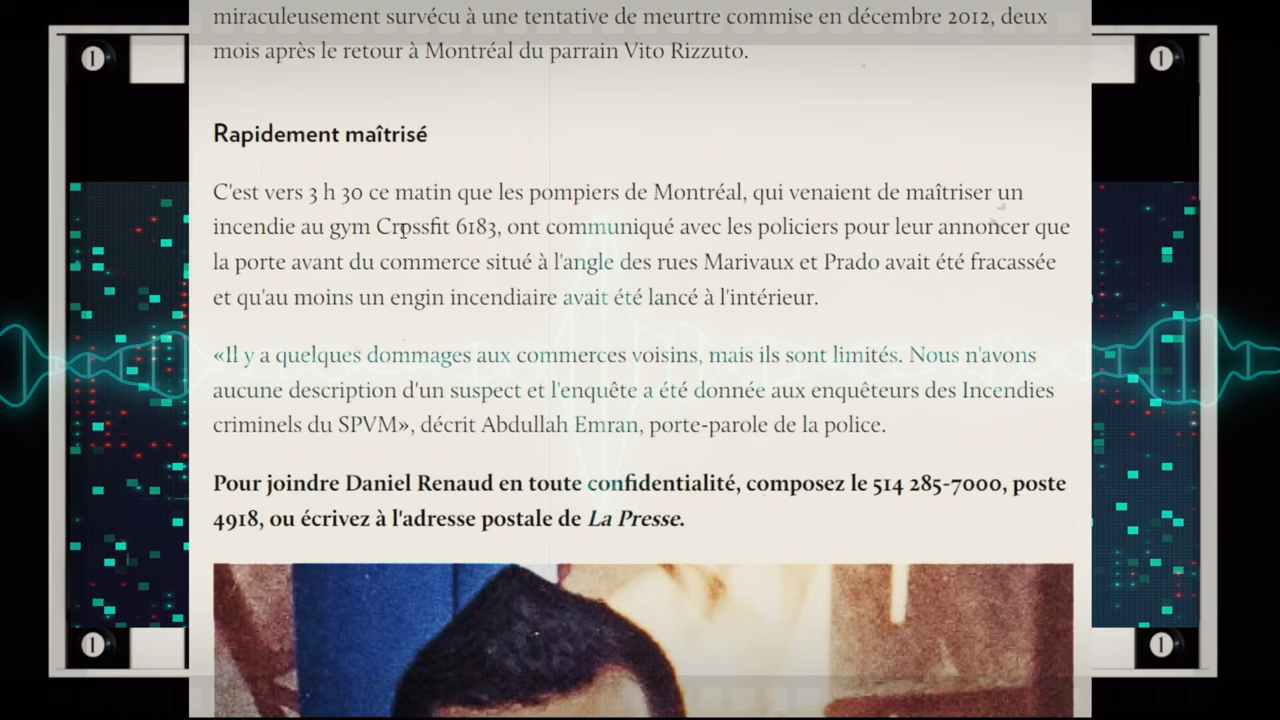 miraculeusement survécu à une tentative de meurtre commise en décembre 2012, deux
mois après le retour à Montréal du parrain Vito Rizzuto.
Rapidement maîtrisé
C'est vers 3 h 30 ce matin que les pompiers de Montréal, qui venaient de maîtriser un
incendie au gym Crossfit 6183, ont communiqué avec les policiers pour leur annoncer que
la porte avant du commerce situé à l'angle des rues Marivaux et Prado avait été fracassée
et qu'au moins un engin incendiaire avait été lancé à l'intérieur.
«Il y a quelques dommages aux commerces voisins, mais ils sont limités. Nous n'avons
aucune description d'un suspect et l'enquête a été donnée aux enquêteurs des Incendies
criminels du SPVM», décrit Abdullah Emran, porte-parole de la police.
Pour joindre Daniel Renaud en toute confidentialité, composez le 514 285-7000, poste
4918, ou écrivez à l'adresse postale de La Presse.
1
1
1
1